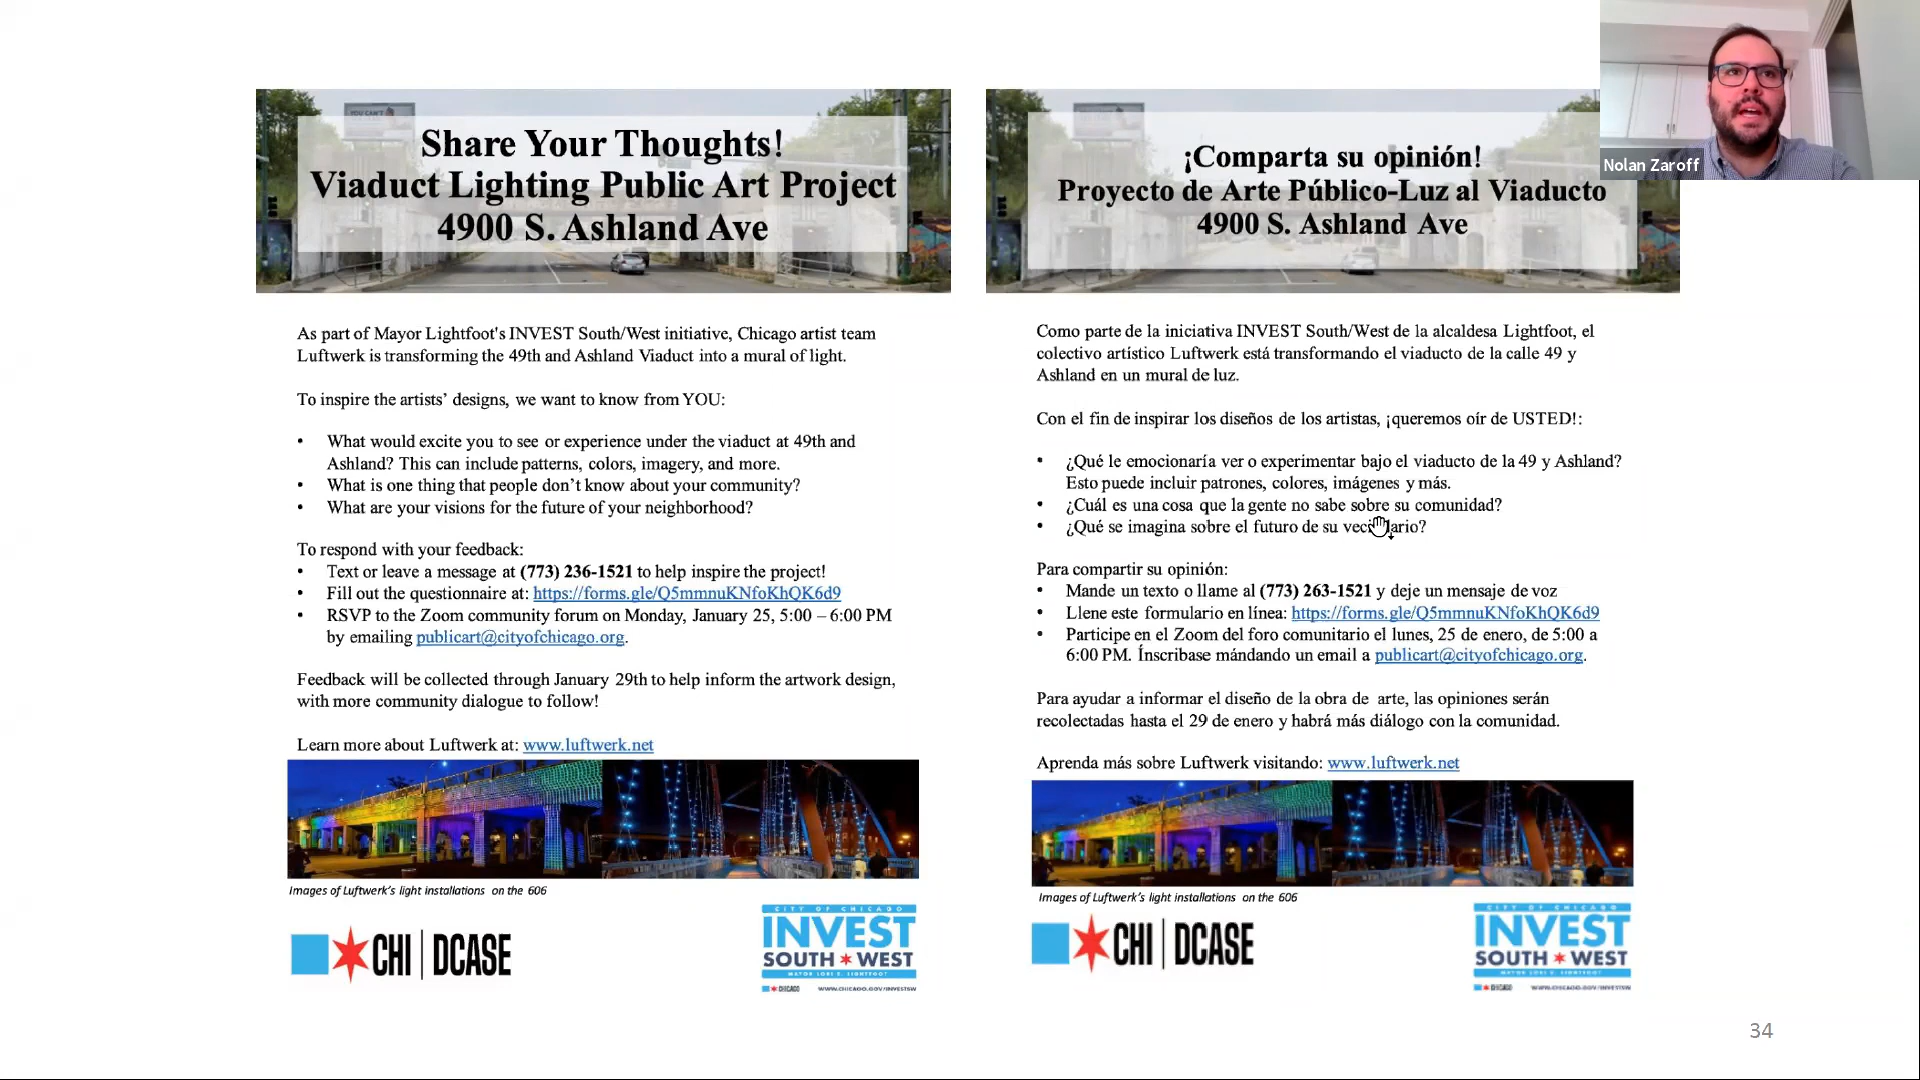 Share Your Thoughts!
Viaduct Lighting Public Art Project
4900 S. Ashland Ave
As part of Mayor Lightfoot's INVEST South/West initiative, Chicago artist team
Luftwerk is transforming the 49th and Ashland Viaduct into a mural of light.
To inspire the artists’ designs, we want to know from YOU:
• What would excite you to see or experience under the viaduct at 49th and
Ashland? This can include patterns, colors, imagery, and more.
• What is one thing that people don’t know about your community?
• What are your visions for the future of your neighborhood?
To respond with your feedback:
• Text or leave a message at (773) 236-1521 to help inspire the project!
• Fill out the questionnaire at: https://forms.gle/Q5mmnuKNfoKhQK6d9
• RSVP to the Zoom community forum on Monday, January 25, 5:00 – 6:00 PM
by emailing publicart@cityofchicago.org.
Feedback will be collected through January 29th to help inform the artwork design,
with more community dialogue to follow!
Learn more about Luftwerk at: www.luftwerk.net
Images of Luftwerk's light installations on the 606
CHI | DCASE
CITY OF CHICAGO
INVEST
SOUTH WEST
MAYOR LORI E. LIGHTFOOT
CHICAGO WWW.CHICAGO.GOV/INVESTSW
¡Comparta su opinión!
Proyecto de Arte Público-Luz al Viaducto
4900 S. Ashland Ave
Como parte de la iniciativa INVEST South/West de la alcaldesa Lightfoot, el
colectivo artístico Luftwerk está transformando el viaducto de la calle 49 y
Ashland en un mural de luz.
Con el fin de inspirar los diseños de los artistas, ¡queremos oír de USTED!:
• ¿Qué le emocionaría ver o experimentar bajo el viaducto de la 49 y Ashland?
Esto puede incluir patrones, colores, imágenes y más.
• ¿Cuál es una cosa que la gente no sabe sobre su comunidad?
• ¿Qué se imagina sobre el futuro de su vecindario?
Para compartir su opinión:
• Mande un texto o llame al (773) 263-1521 y deje un mensaje de voz
• Llene este formulario en línea: https://forms.gle/Q5mmnuKNfoKhQK6d9
• Participe en el Zoom del foro comunitario el lunes, 25 de enero, de 5:00 a
6:00 PM. Ínscribase mándando un email a publicart@cityofchicago.org.
Para ayudar a informar el diseño de la obra de arte, las opiniones serán
recolectadas hasta el 29 de enero y habrá más diálogo con la comunidad.
Aprenda más sobre Luftwerk visitando: www.luftwerk.net
Images of Luftwerk's light installations on the 606
CHI | DCASE
CITY OF CHICAGO
INVEST
SOUTH WEST
MAYOR LORI E. LIGHTFOOT
CHICAGO WWW.CHICAGO.GOV/INVESTSW
Nolan Zaroff
34